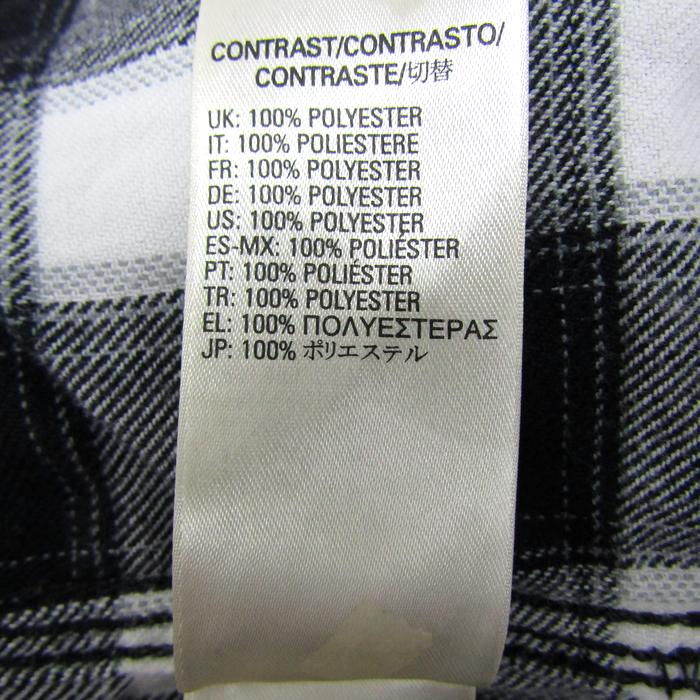 CONTRAST/CONTRASTO/
CONTRASTE/切替
UK: 100% POLYESTER
IT: 100% POLIESTERE
FR: 100% POLYESTER
DE: 100% POLYESTER
US: 100% POLYESTER
ES-MX: 100% POLIÉSTER
PT: 100% POLIÉSTER
TR: 100% POLYESTER
EL: 100% ΠΟΛΥΕΣΤΕΡΑΣ
JP: 100% ポリエステル